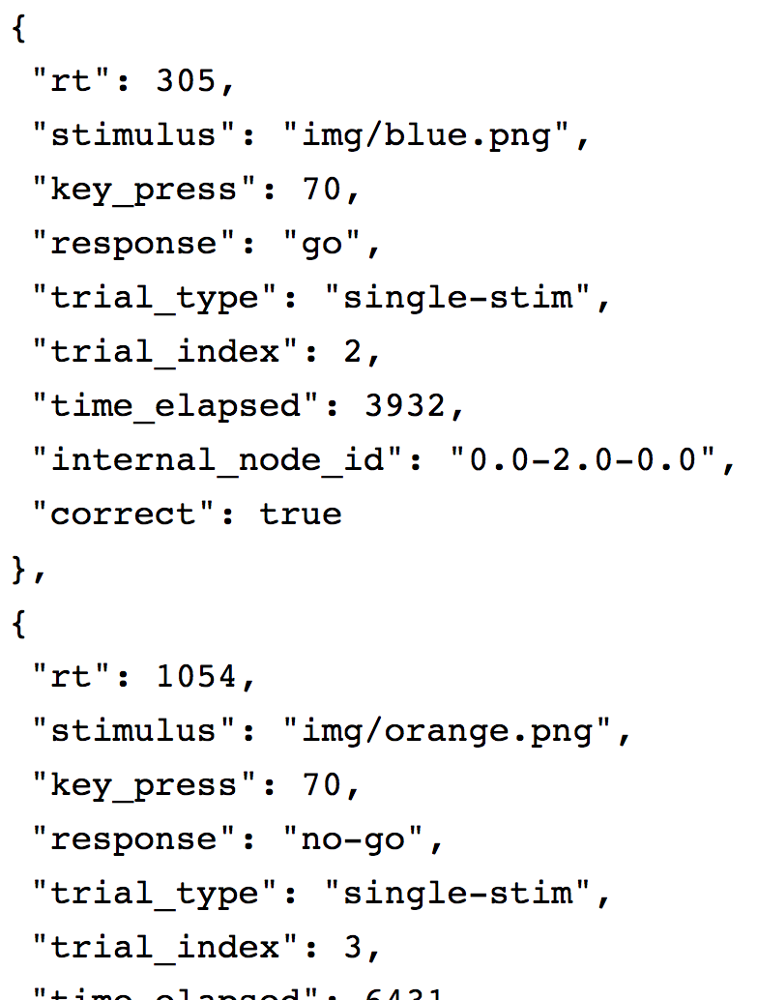 {
"rt": 305,
"stimulus": "img/blue.png",
"key_press": 70,
"response": "go",
"trial_type": "single-stim",
"trial_index": 2,
"time_elapsed": 3932,
"internal_node_id": "0.0-2.0-0.0",
"correct": true
},
{
"rt": 1054,
"stimulus": "img/orange.png",
"key_press": 70,
"response": "no-go",
"trial_type": "single-stim",
"trial_index": 3,
"time_elapsed": 6431